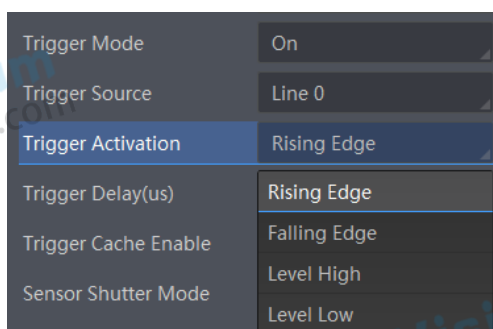 Trigger Mode On
Trigger Source Line 0
Trigger Activation Rising Edge
Trigger Delay(us) Rising Edge
Trigger Cache Enable Falling Edge
Level High
Sensor Shutter Mode
Level Low